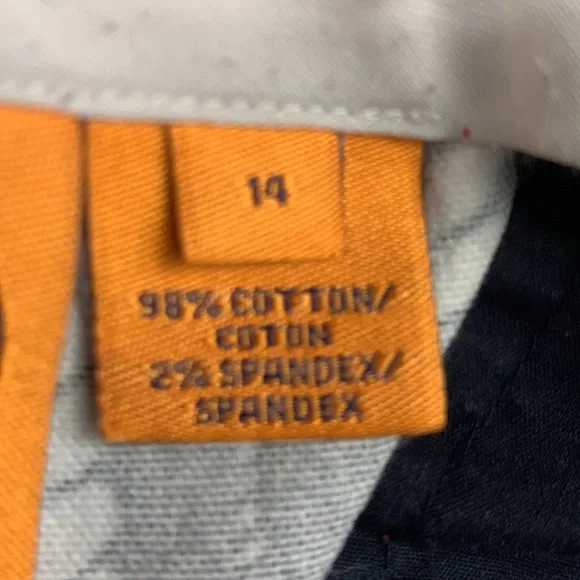 14
98% COTTON/
COTON
2% SPANDEX/
SPANDEX